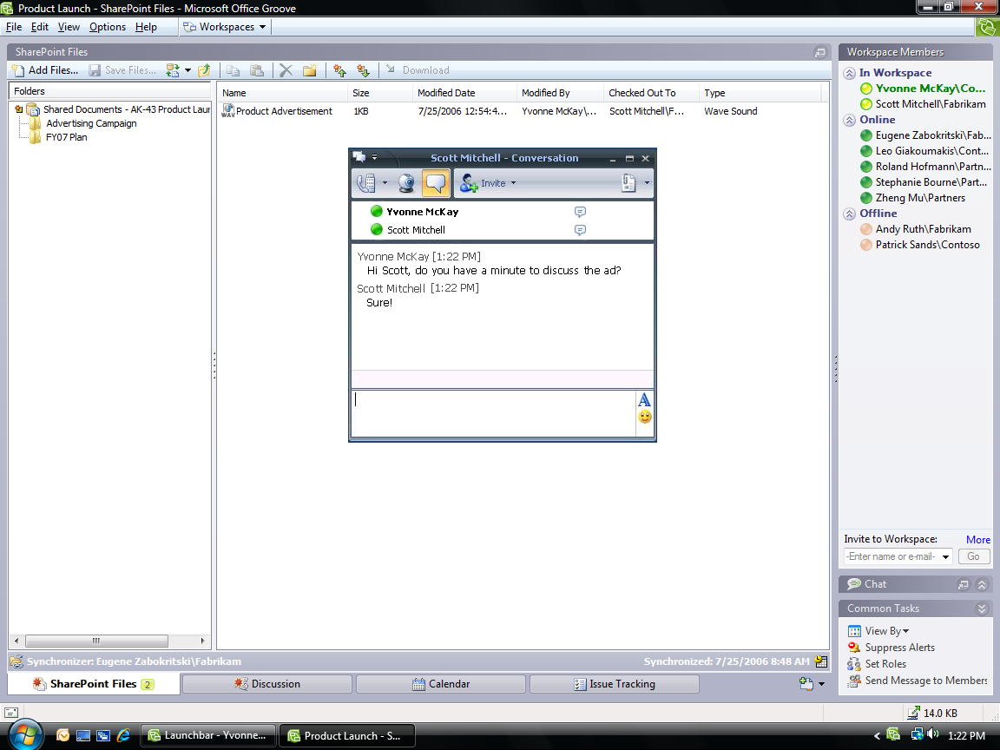 Product Launch - SharePoint Files - Microsoft Office Groove
File Edit View Options Help Workspaces
SharePoint Files
Add Files... Save Files... Download
Folders
Shared Documents - AK-43 Product Laun
Advertising Campaign
FY07 Plan
Name Size Modified Date Modified By Checked Out To Type
WAV Product Advertisement 1KB 7/25/2006 12:54:4... Yvonne McKay\... Scott Mitchell\F... Wave Sound
Scott Mitchell - Conversation
Invite
Yvonne McKay
Scott Mitchell
Yvonne McKay [1:22 PM]
Hi Scott, do you have a minute to discuss the ad?
Scott Mitchell [1:22 PM]
Sure!
A
Workspace Members
In Workspace
Yvonne McKay\Co...
Scott Mitchell\Fabrikam
Online
Eugene Zabokritski\Fab...
Leo Giakoumakis\Cont...
Roland Hofmann\Partn...
Stephanie Bourne\Part...
Zheng Mu\Partners
Offline
Andy Ruth\Fabrikam
Patrick Sands\Contoso
Invite to Workspace: More
-Enter name or e-mail- Go
Chat
Common Tasks
View By
Suppress Alerts
Set Roles
Send Message to Members
Synchronizer: Eugene Zabokritski\Fabrikam Synchronized: 7/25/2006 8:48 AM
SharePoint Files 2 Discussion Calendar Issue Tracking
14.0 KB
Launchbar - Yvonne... Product Launch - S... 1:22 PM